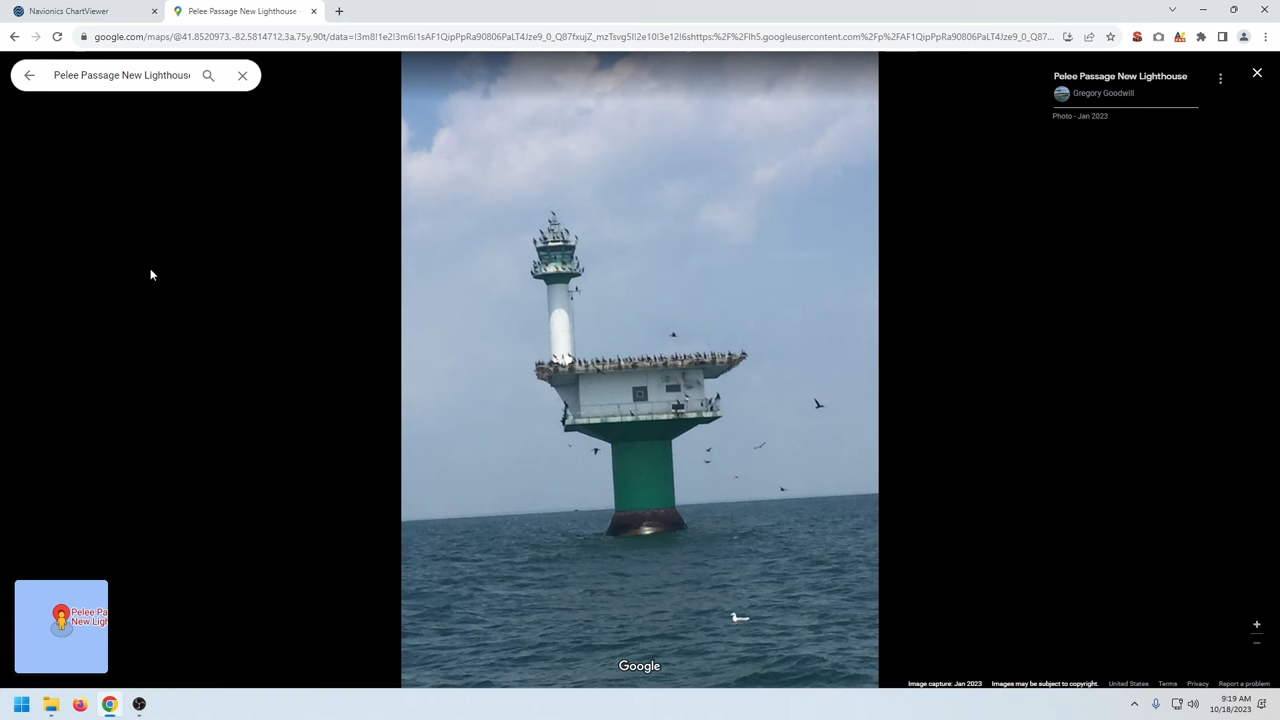 Navionics ChartViewer
Pelee Passage New Lighthouse
google.com/maps/@41.8520973,-82.5814712,3a,75y,90t/data=!3m8!1e2!3m6!1sAF1QipPpRa90806PaLT4Jze9_0_Q87fxujZ_mzTsvg5!!2e10!3e12!6shttps:%2F%2Flh5.googleusercontent.com%2Fp%2FAF1QipPpRa90806PaLT4Jze9_0_Q87...
Pelee Passage New Lighthouse
Pelee Passage New Lighthouse
Gregory Goodwill
Photo - Jan 2023
Pelee Pa
New Ligh
Google
Image capture: Jan 2023 Images may be subject to copyright. United States Terms Privacy Report a problem
9:19 AM
10/18/2023